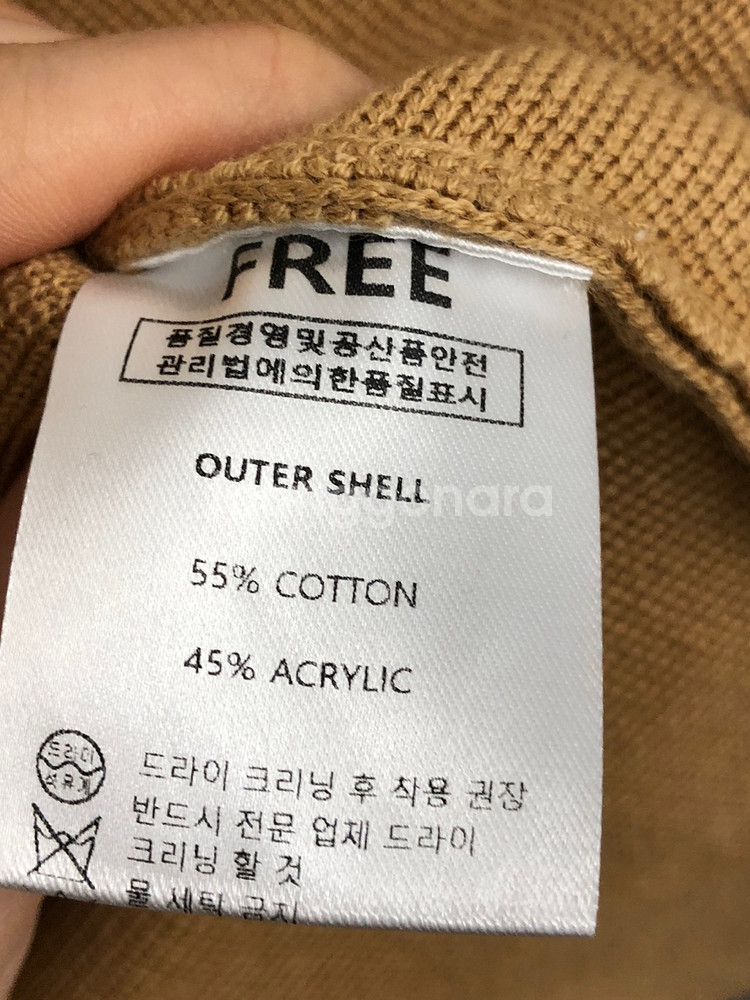 FREE
품질경영및공산품안전
관리법에의한품질표시
OUTER SHELL
55% COTTON
45% ACRYLIC
드라이
석유계
드라이 크리닝 후 착용 권장
반드시 전문 업제 드라이
크리닝 할 것
물 세탁 금지